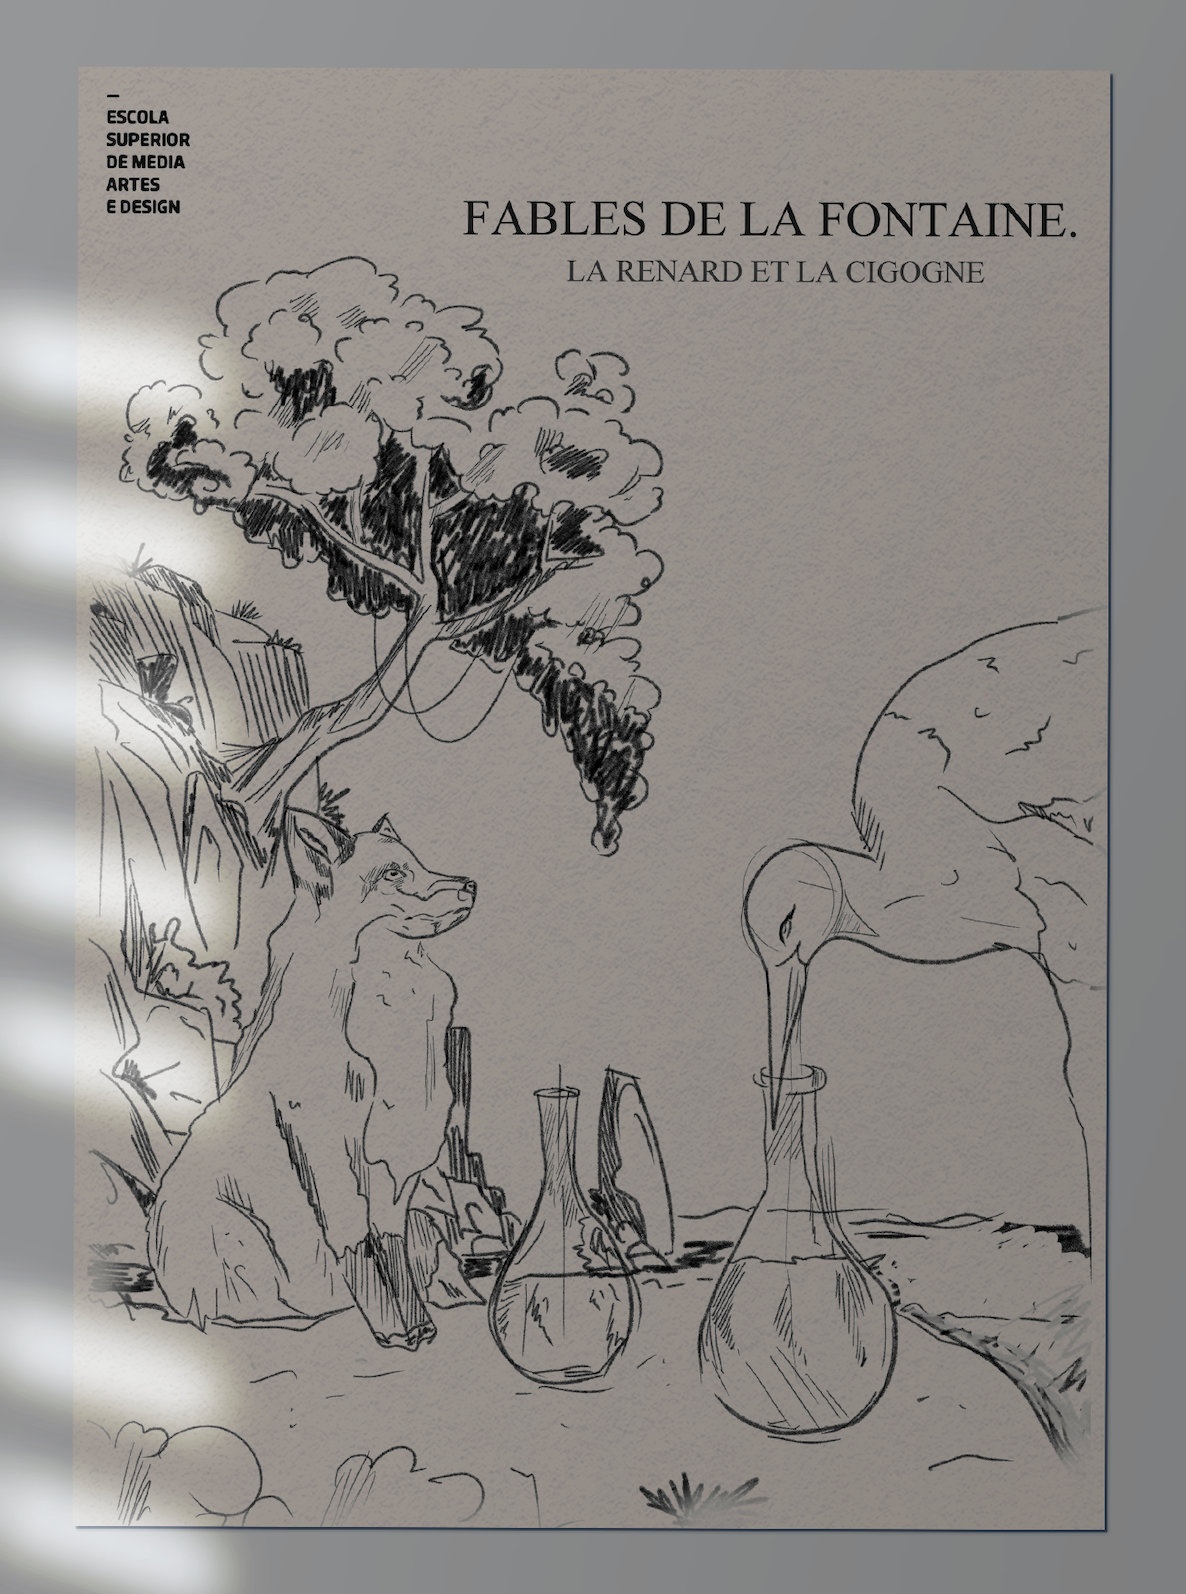 ESCOLA
SUPERIOR
DE MEDIA
ARTES
E DESIGN
FABLES DE LA FONTAINE.
LA RENARD ET LA CIGOGNE